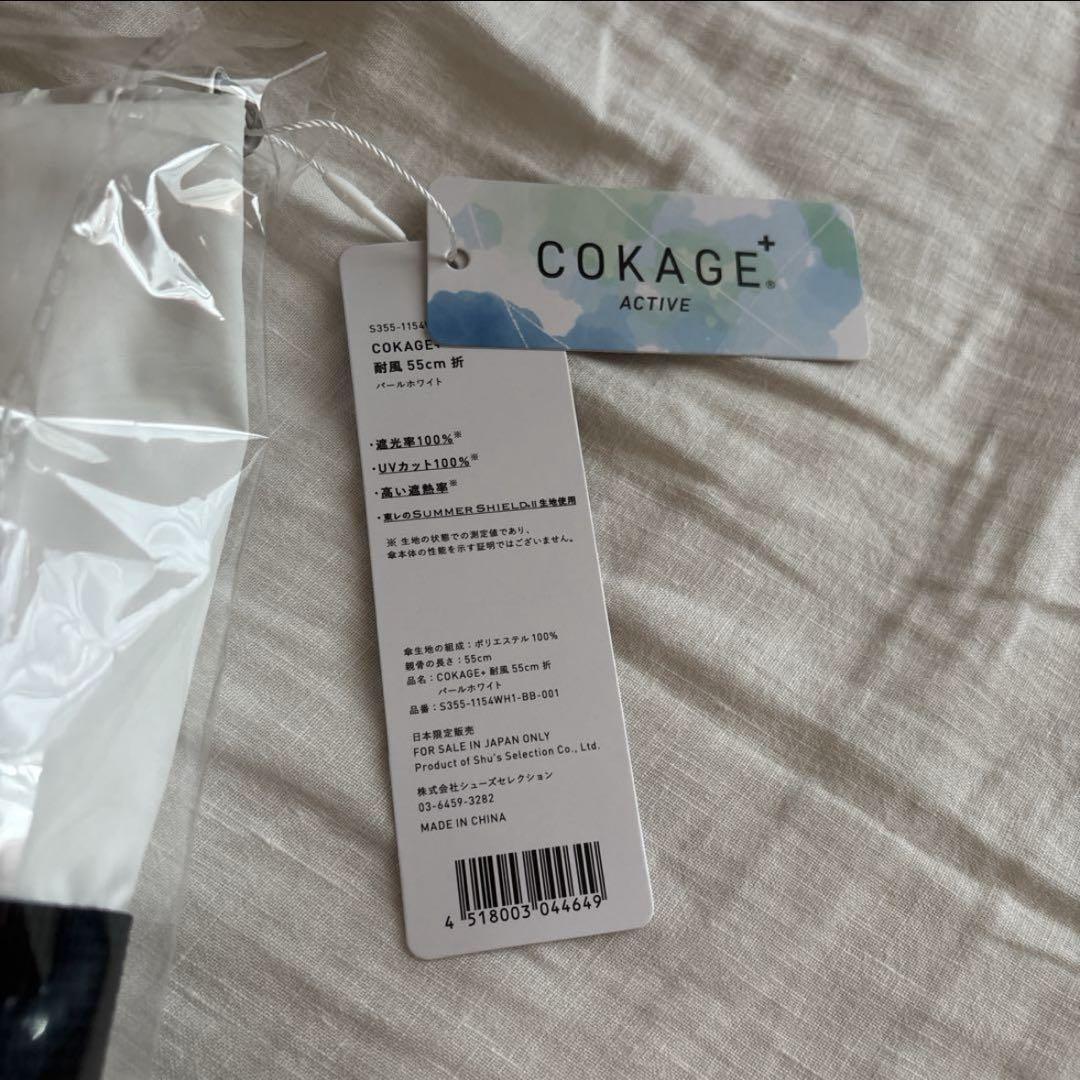 COKAGE+®
ACTIVE
S355-1154
COKAGE+
耐風 55cm 折
パールホワイト
・遮光率100%※
・UVカット100%※
・高い遮熱率※
・東レのSUMMER SHIELD®II生地使用
※ 生地の状態での測定値であり、
傘本体の性能を示す証明ではございません。
傘生地の組成：ポリエステル100%
親骨の長さ：55cm
品名：COKAGE+ 耐風 55cm 折
パールホワイト
品番：S355-1154WH1-BB-001
日本限定販売
FOR SALE IN JAPAN ONLY
Product of Shu's Selection Co., Ltd.
株式会社シューズセレクション
03-6459-3282
MADE IN CHINA
4 518003 044649